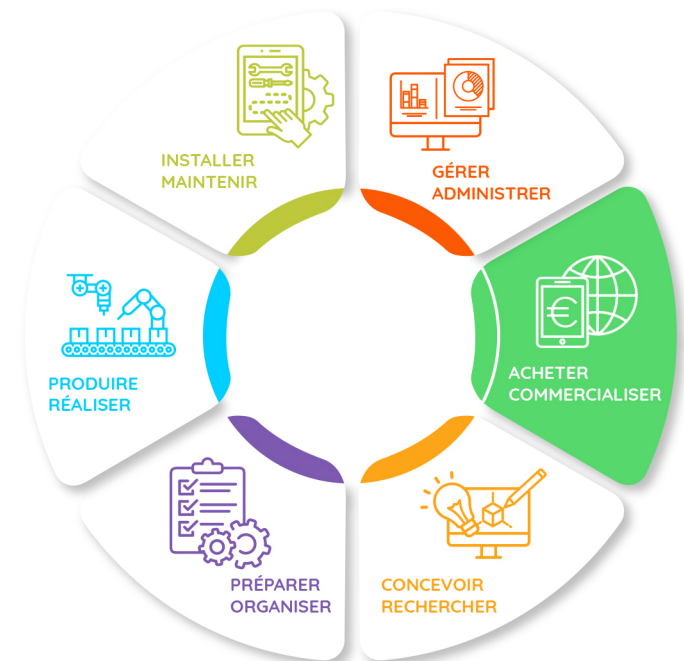 INSTALLER
MAINTENIR
GÉRER
ADMINISTRER
ACHETER
COMMERCIALISER
CONCEVOIR
RECHERCHER
PRÉPARER
ORGANISER
PRODUIRE
RÉALISER
€